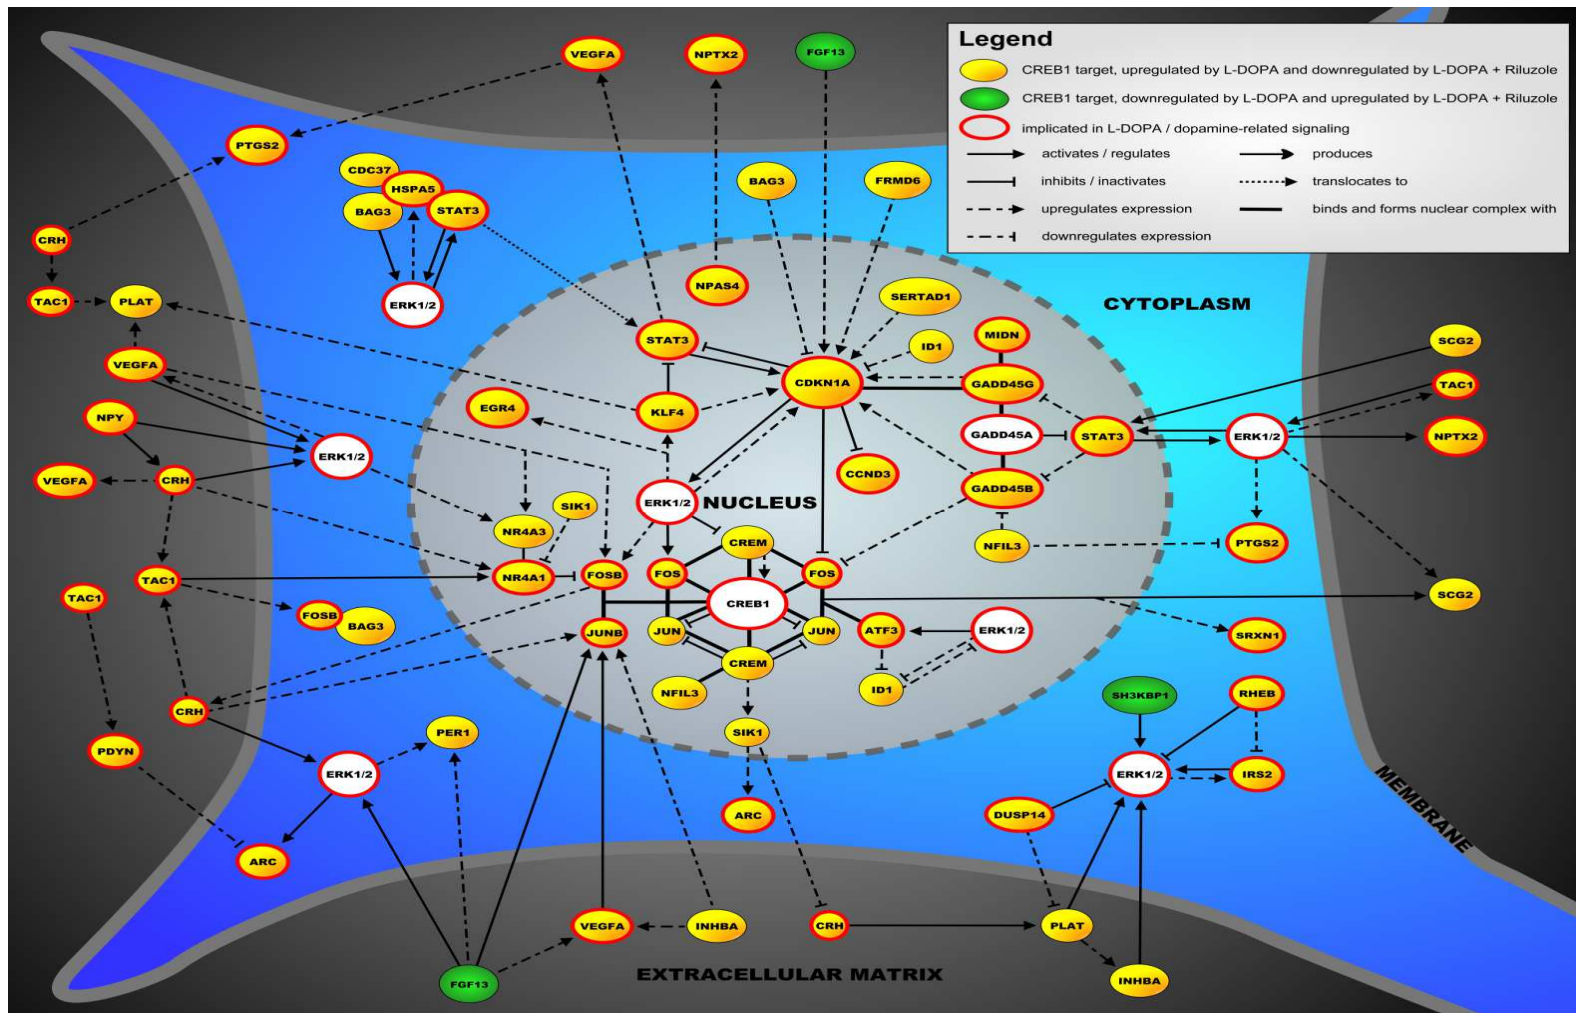 VEGFA
NPTX2
FGF13
Legend
CREB1 target, upregulated by L-DOPA and downregulated by L-DOPA + Riluzole
CREB1 target, downregulated by L-DOPA and upregulated by L-DOPA + Riluzole
implicated in L-DOPA / dopamine-related signaling
activates / regulates
produces
inhibits / inactivates
translocates to
upregulates expression
binds and forms nuclear complex with
downregulates expression
PTGS2
CDC37
HSPA5
BAG3
STAT3
BAG3
FRMD6
CRH
TAC1
PLAT
ERK1/2
NPAS4
SERTAD1
CYTOPLASM
STAT3
ID1
MIDN
SCG2
VEGFA
CDKN1A
GADD45G
TAC1
NPY
EGR4
KLF4
GADD45A
STAT3
ERK1/2
NPTX2
ERK1/2
VEGFA
CRH
CCND3
GADD45B
SIK1
ERK1/2
NUCLEUS
NR4A3
CREM
NFIL3
PTGS2
TAC1
NR4A1
FOSB
FOS
FOS
TAC1
CREB1
SCG2
FOSB
BAG3
JUNB
JUN
JUN
ATF3
ERK1/2
SRXN1
CREM
NFIL3
ID1
SH3KBP1
RHEB
CRH
PER1
SIK1
PDYN
ERK1/2
ERK1/2
IRS2
MEMBRANE
ARC
DUSP14
ARC
VEGFA
INHBA
CRH
PLAT
EXTRACELLULAR MATRIX
FGF13
INHBA